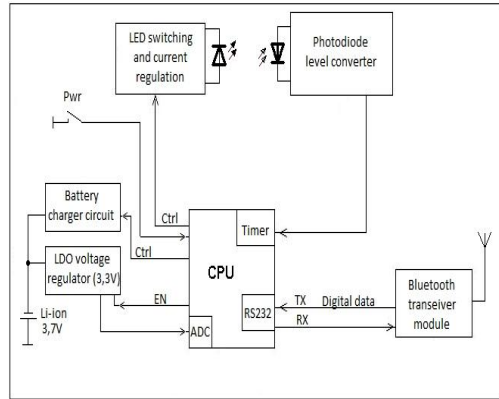 LED switching
and current
regulation
Photodiode
level converter
Pwr
Battery
charger circuit
Ctrl
Timer
Ctrl
CPU
LDO voltage
regulator (3,3V)
EN
TX
Digital data
Bluetooth
transeiver
module
RS232
RX
Li-ion
3,7V
ADC